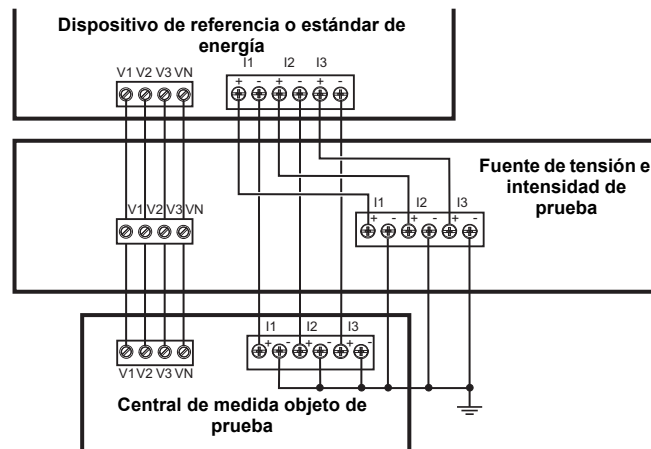 Dispositivo de referencia o estándar de
energía
I1 I2 I3
V1 V2 V3 VN
+ - + - + -
Fuente de tensión e
intensidad de
prueba
V1 V2 V3 VN
I1 I2 I3
+ - + - + -
I1 I2 I3
+ - + - + -
V1 V2 V3 VN
Central de medida objeto de
prueba